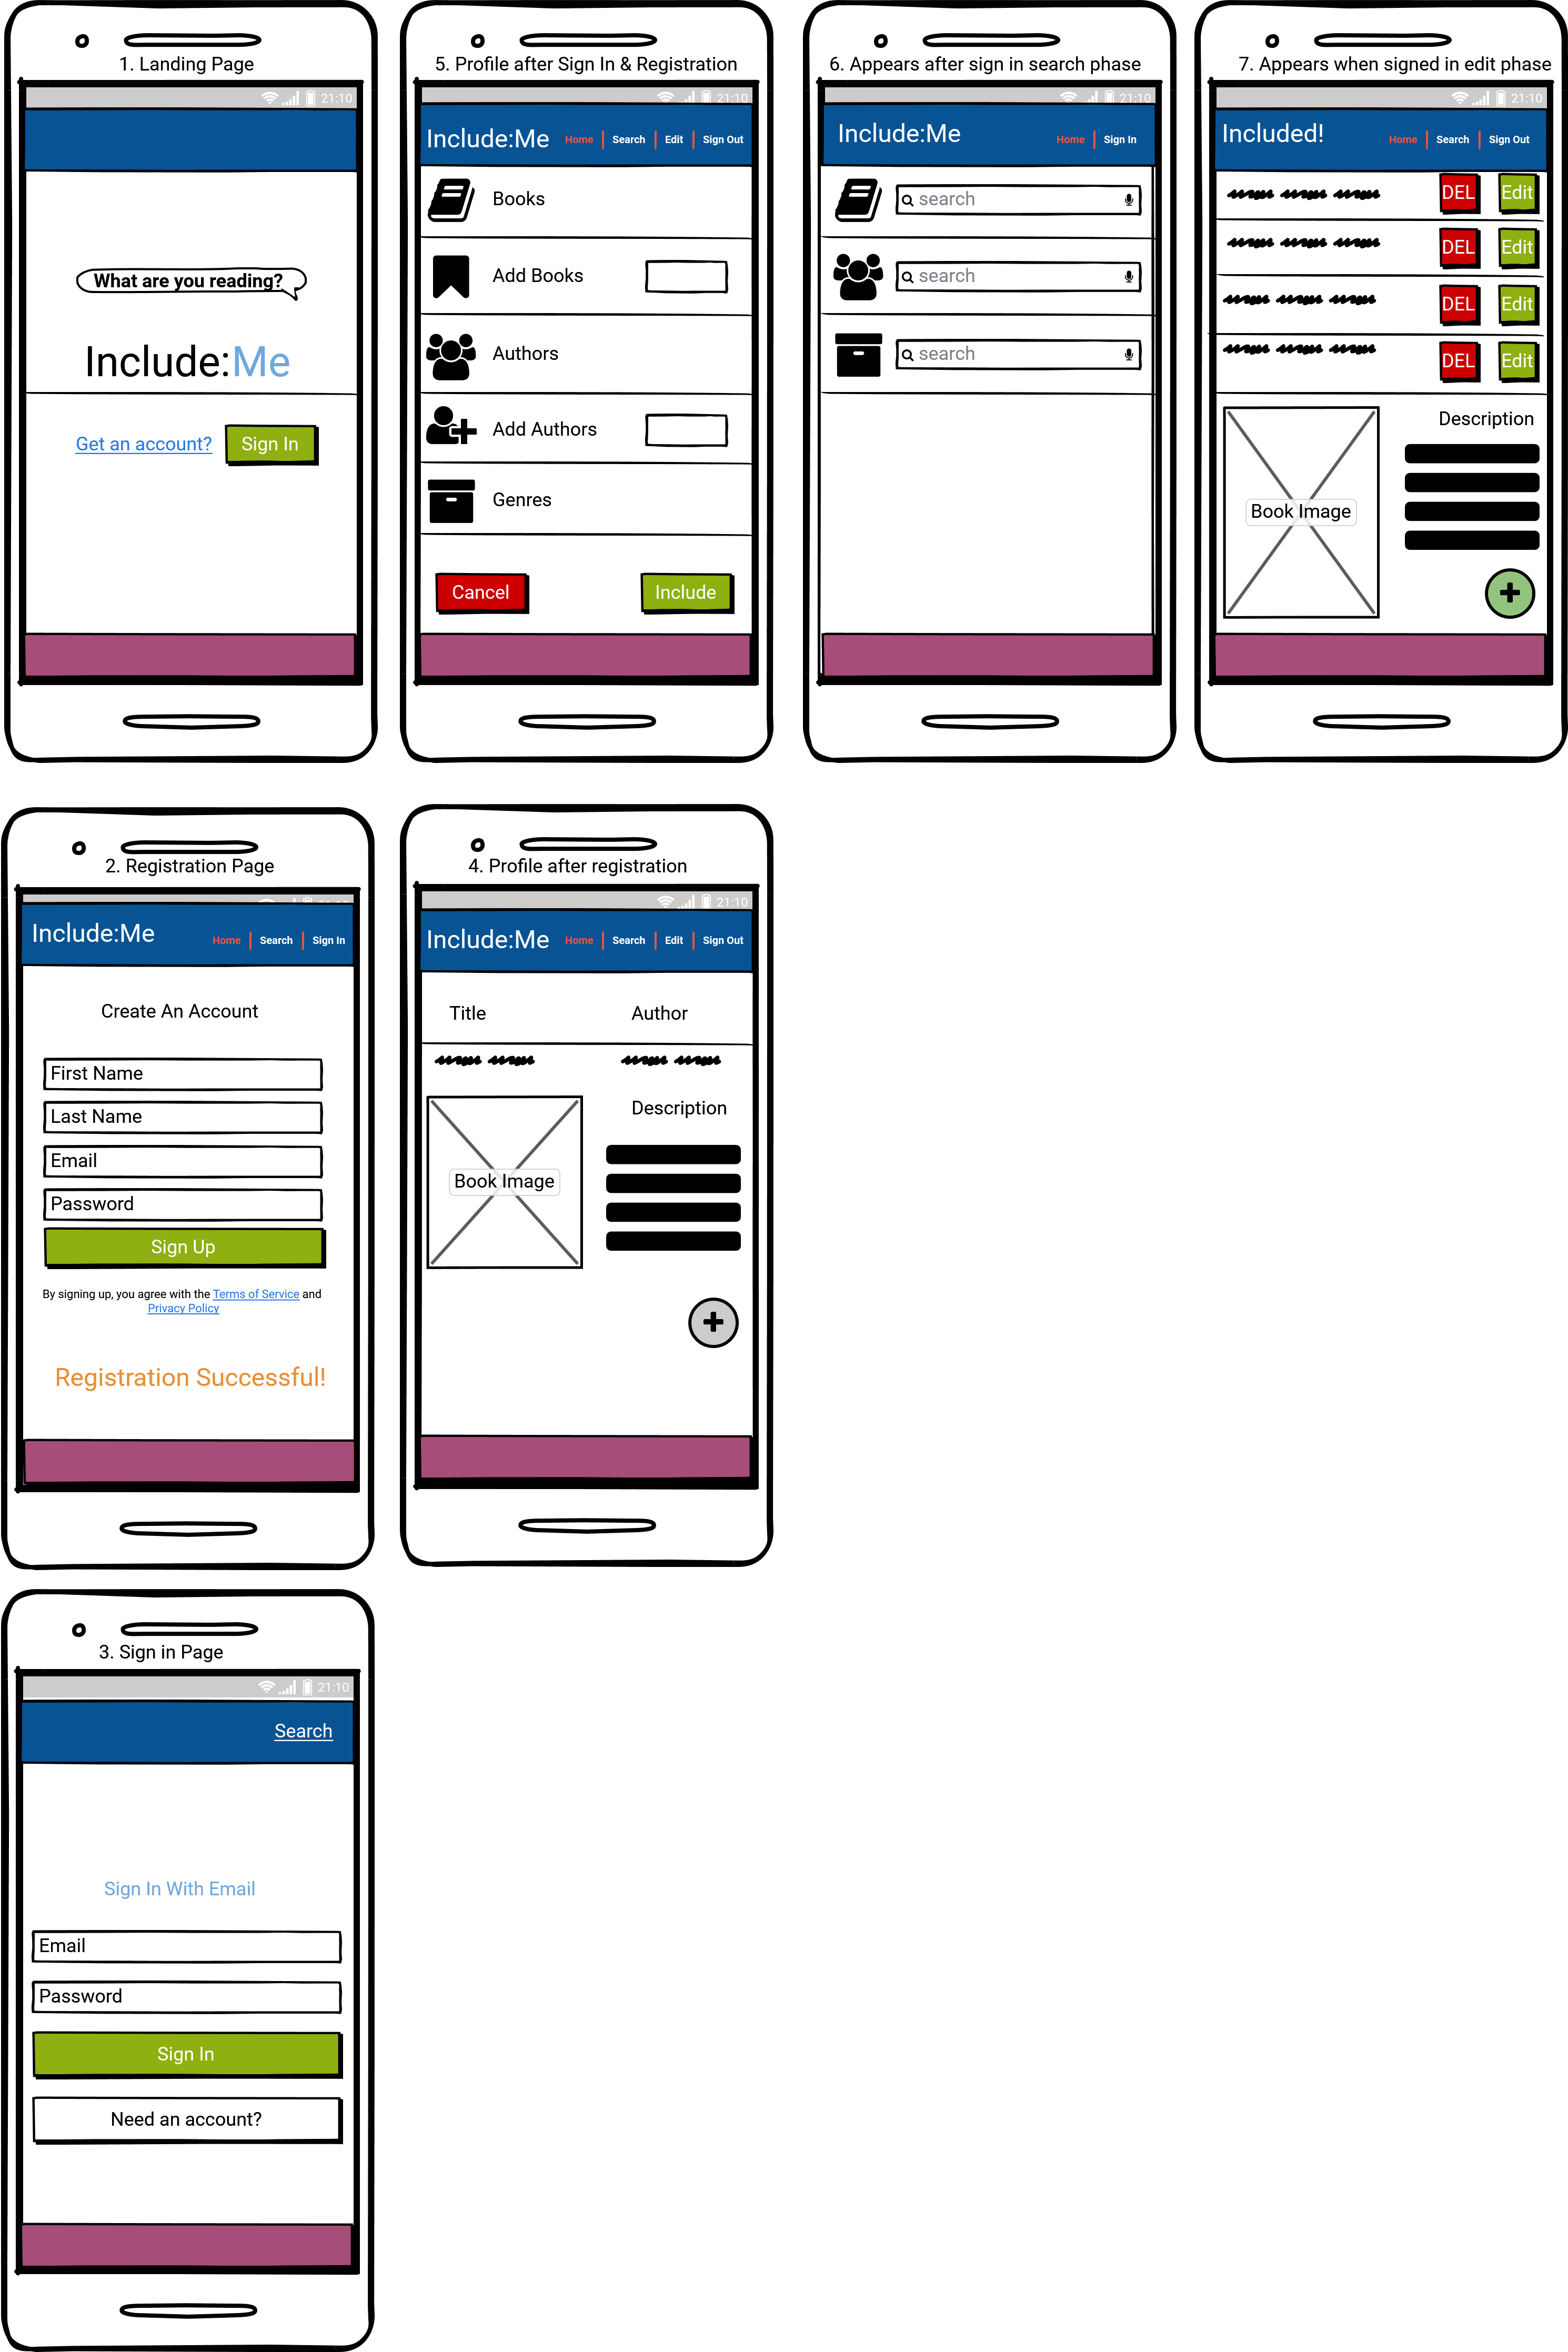 1. Landing Page
21:10
What are you reading?
Include:Me
Get an account? Sign In
5. Profile after Sign In & Registration
21:10
Include:Me Home Search Edit Sign Out
Books
Add Books
Authors
Add Authors
Genres
Cancel Include
6. Appears after sign in search phase
21:10
Include:Me Home Sign In
search
search
search
7. Appears when signed in edit phase
21:10
Included! Home Search Sign Out
DEL Edit
DEL Edit
DEL Edit
DEL Edit
Description
Book Image
2. Registration Page
Include:Me Home Search Sign In
Create An Account
First Name
Last Name
Email
Password
Sign Up
By signing up, you agree with the Terms of Service and
Privacy Policy
Registration Successful!
4. Profile after registration
21:10
Include:Me Home Search Edit Sign Out
Title Author
Description
Book Image
3. Sign in Page
21:10
Search
Sign In With Email
Email
Password
Sign In
Need an account?